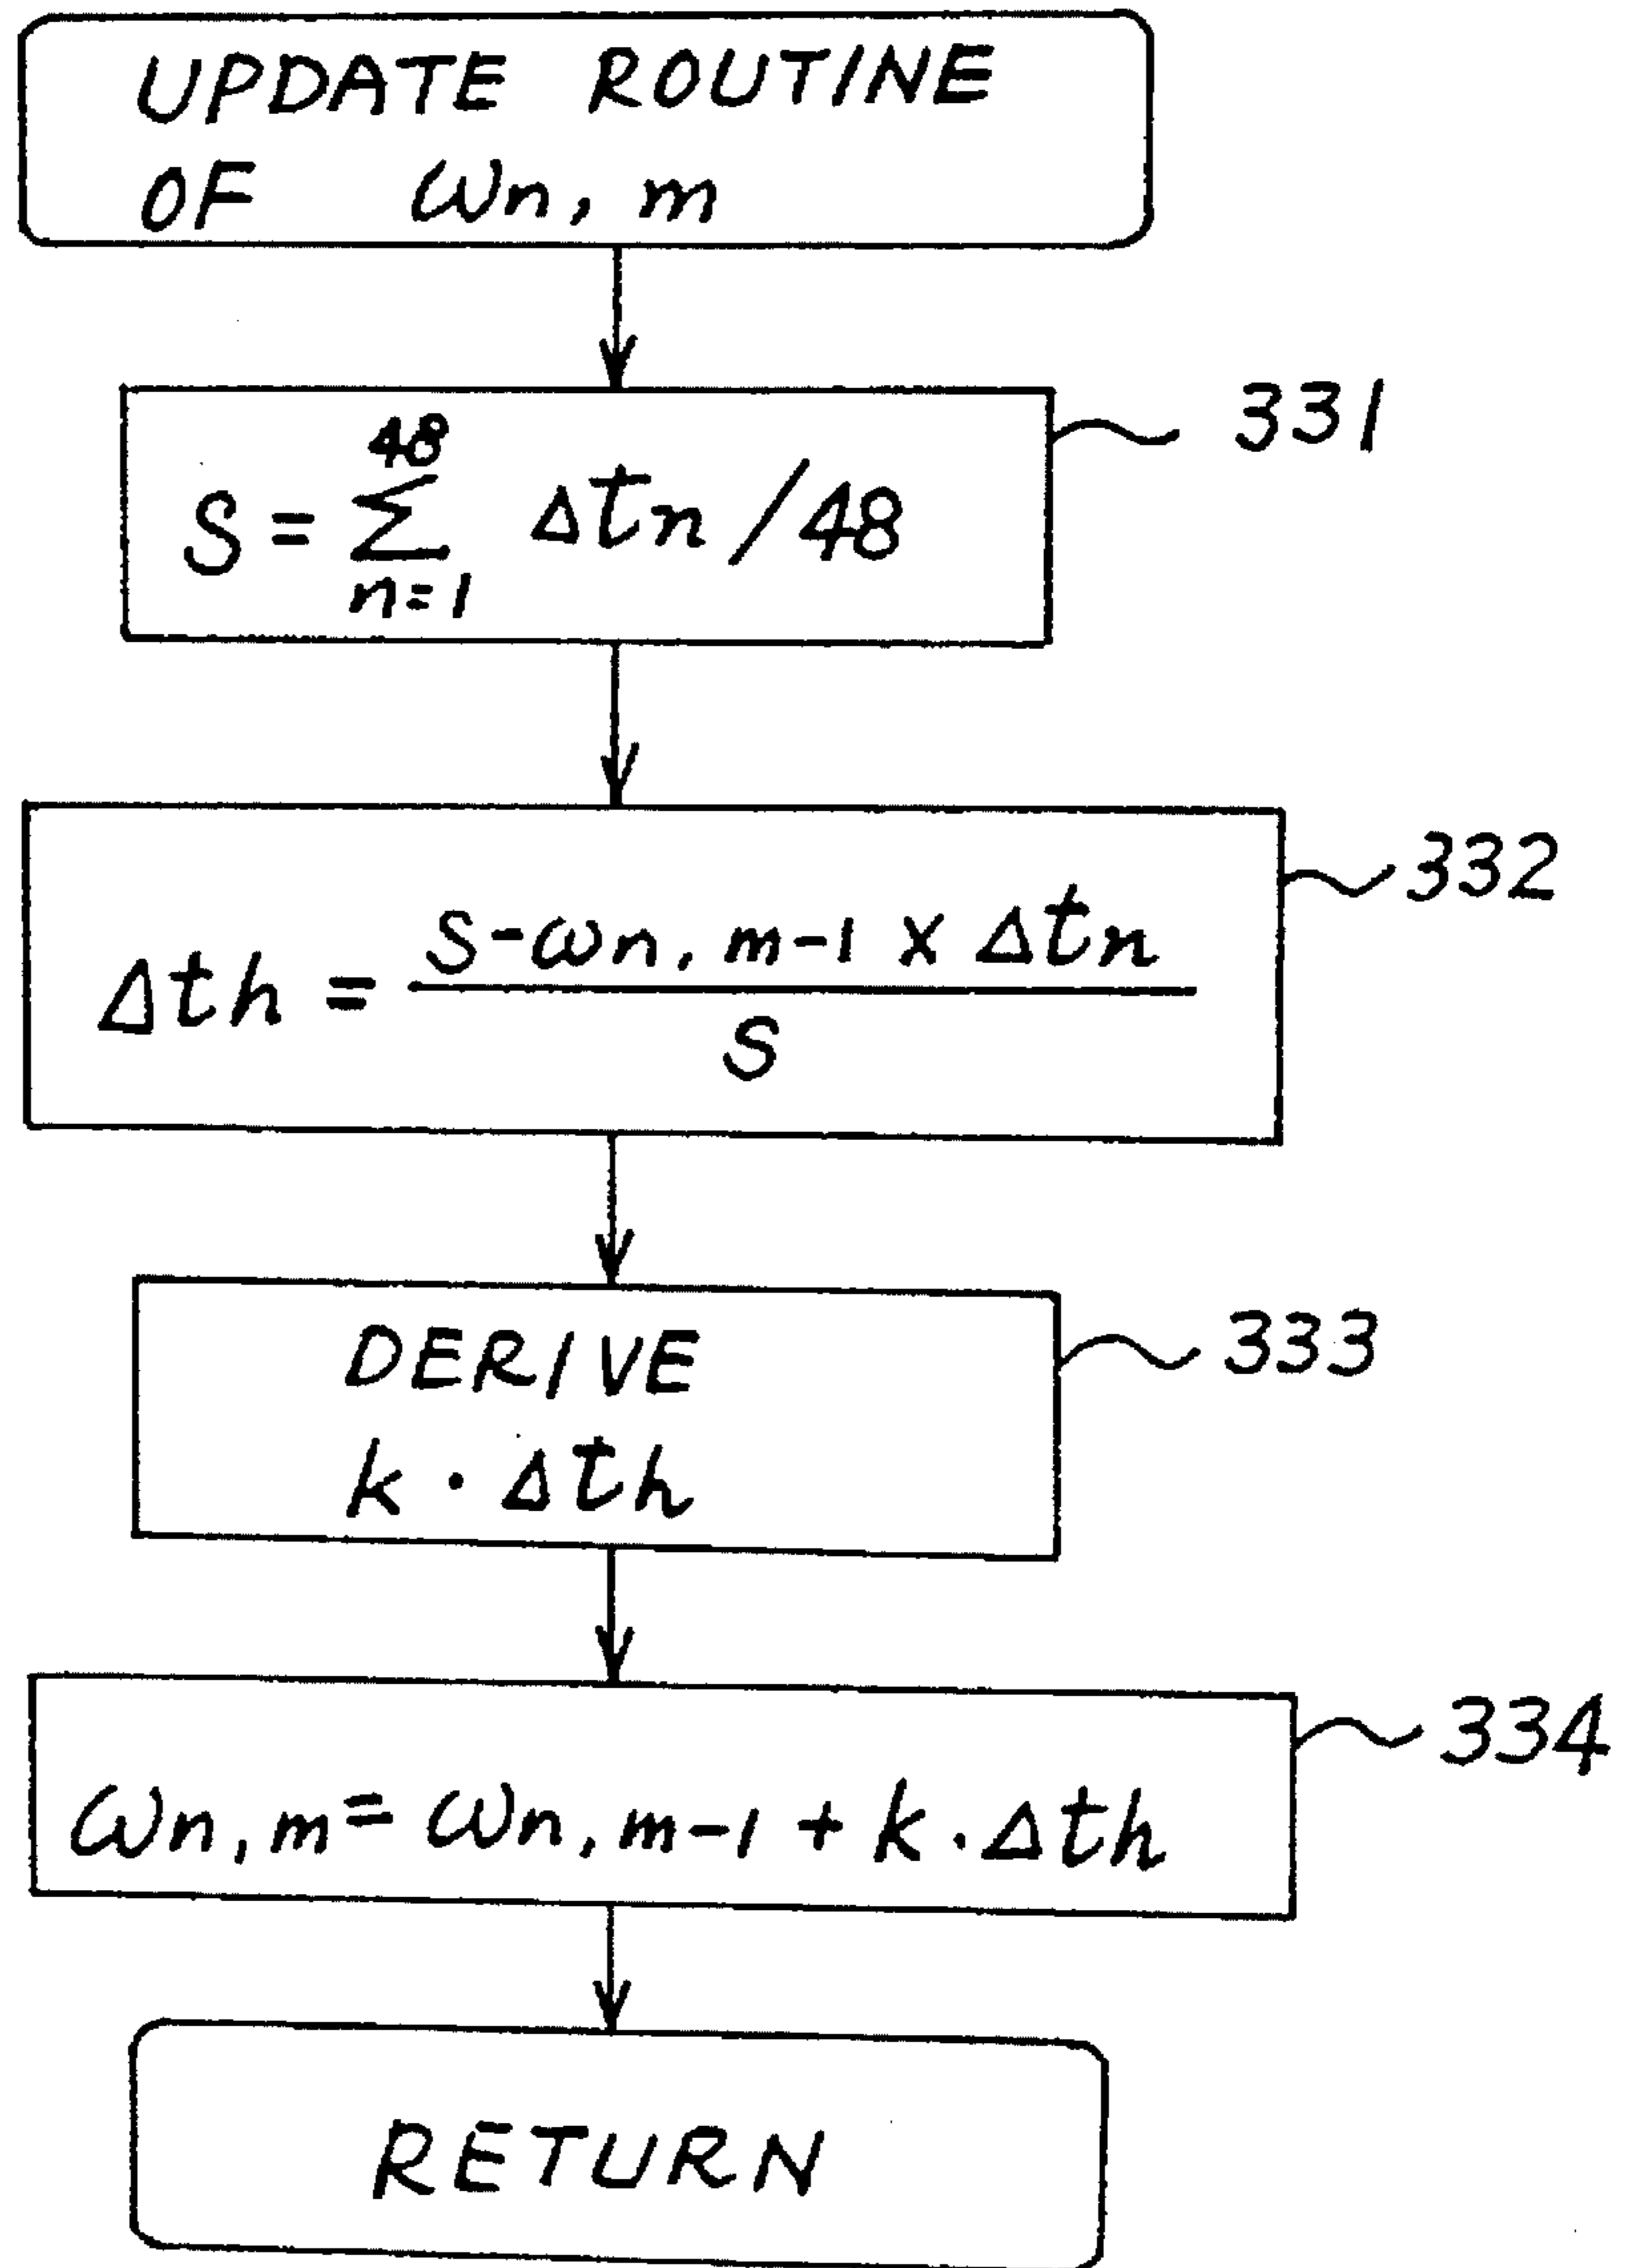 UPDATE ROUTINE
OF ωn, m
331
48
S = Σ Δtn / 48
n=1
332
S-ωn, m-1 × Δtn
Δth =
S
333
DERIVE
k · Δth
334
ωn, m = ωn, m-1 + k · Δth
RETURN